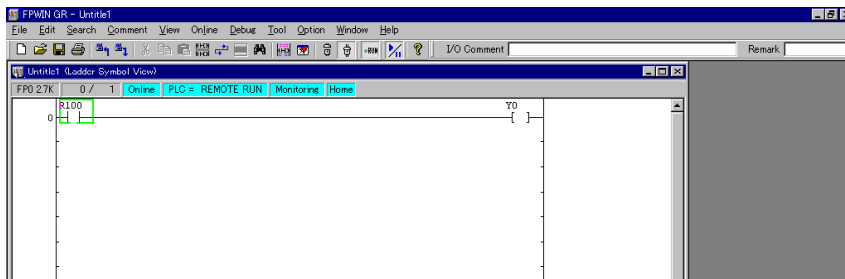 FPWIN GR - Untitle1
File Edit Search Comment View Online Debug Tool Option Window Help
I/O Comment Remark
Untitle1 (Ladder Symbol View)
FP0 2.7K 0 / 1 Online PLC = REMOTE RUN Monitoring Home
R100 Y0
0